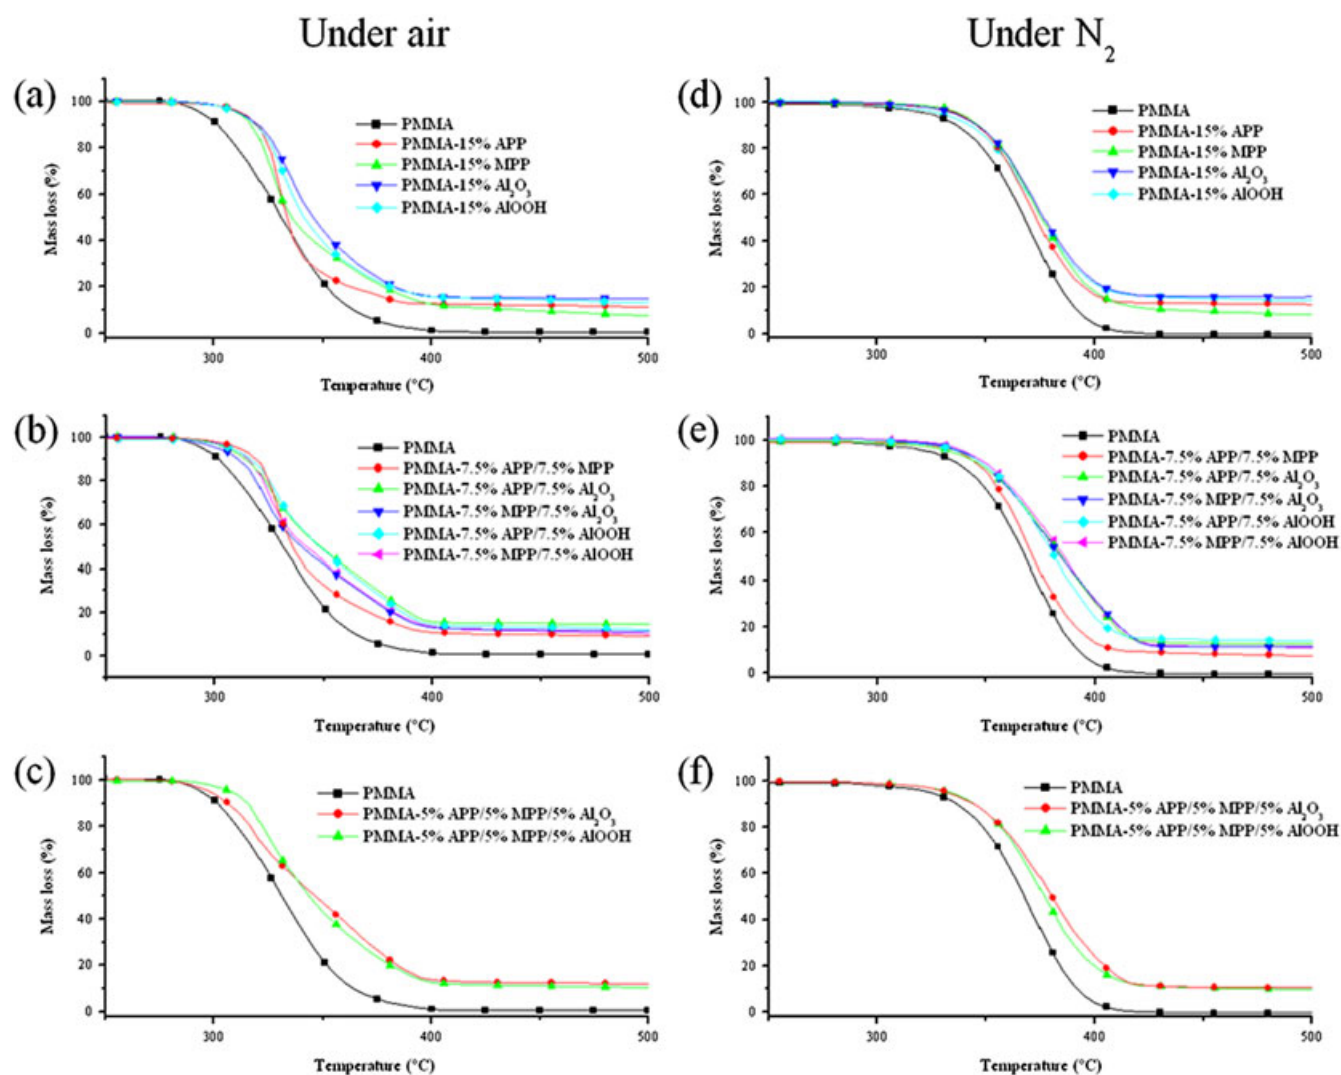 Under air
Under N2
(a)
PMMA
PMMA-15% APP
PMMA-15% MPP
PMMA-15% Al2O3
PMMA-15% AlOOH
Mass loss (%)
100
80
60
40
20
0
300
400
500
Temperature (°C)
(d)
PMMA
PMMA-15% APP
PMMA-15% MPP
PMMA-15% Al2O3
PMMA-15% AlOOH
Mass loss (%)
100
80
60
40
20
0
300
400
500
Temperature (°C)
(b)
PMMA
PMMA-7.5% APP/7.5% MPP
PMMA-7.5% APP/7.5% Al2O3
PMMA-7.5% MPP/7.5% Al2O3
PMMA-7.5% APP/7.5% AlOOH
PMMA-7.5% MPP/7.5% AlOOH
Mass loss (%)
100
80
60
40
20
0
300
400
500
Temperature (°C)
(e)
PMMA
PMMA-7.5% APP/7.5% MPP
PMMA-7.5% APP/7.5% Al2O3
PMMA-7.5% MPP/7.5% Al2O3
PMMA-7.5% APP/7.5% AlOOH
PMMA-7.5% MPP/7.5% AlOOH
Mass loss (%)
100
80
60
40
20
0
300
400
500
Temperature (°C)
(c)
PMMA
PMMA-5% APP/5% MPP/5% Al2O3
PMMA-5% APP/5% MPP/5% AlOOH
Mass loss (%)
100
80
60
40
20
0
300
400
500
Temperature (°C)
(f)
PMMA
PMMA-5% APP/5% MPP/5% Al2O3
PMMA-5% APP/5% MPP/5% AlOOH
Mass loss (%)
100
80
60
40
20
0
300
400
500
Temperature (°C)